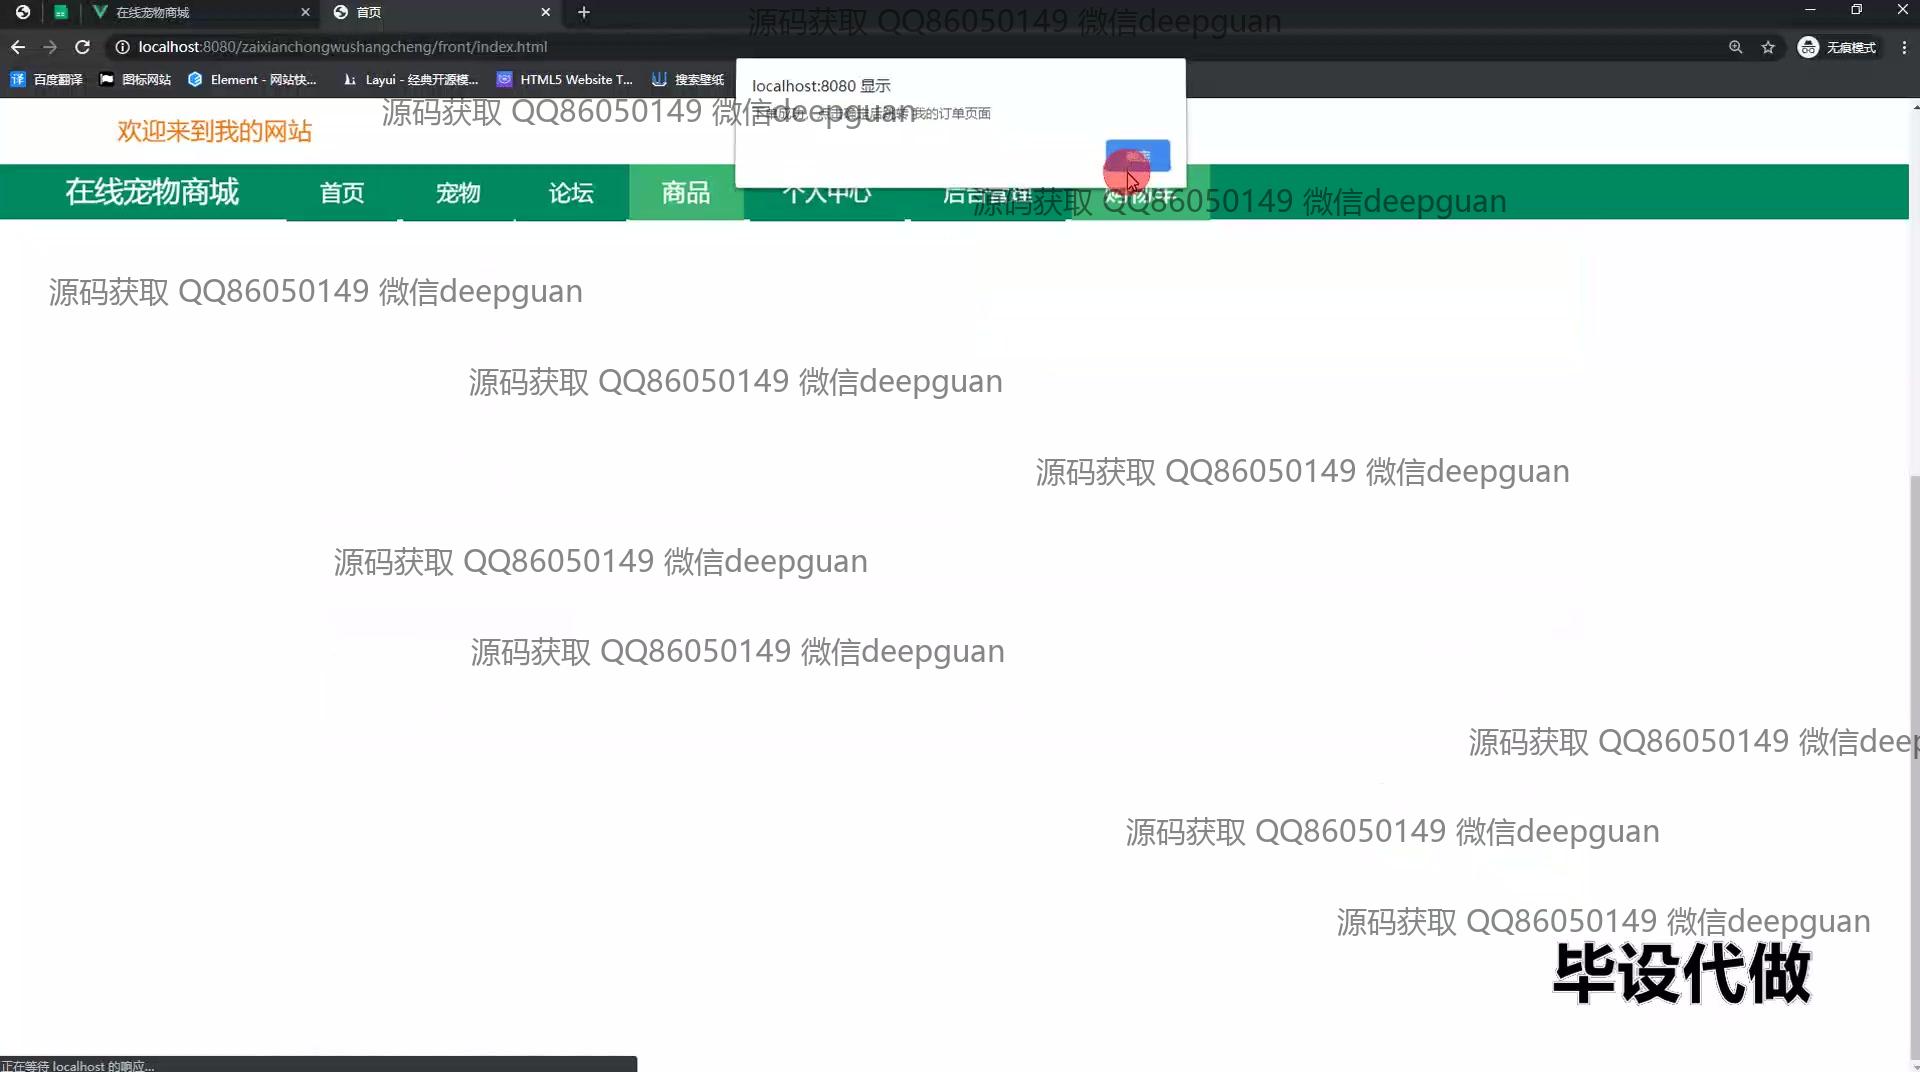 在线宠物商城
首页
源码获取 QQ86050149 微信deepguan
localhost:8080/zaixianchongwushangcheng/front/index.html
无痕模式
百度翻译
图标网站
Element - 网站快...
Layui - 经典开源模...
HTML5 Website T...
搜索壁纸
localhost:8080 显示
源码获取 QQ86050149 微信deepguan
下单成功，点击确定后跳转我的订单页面
欢迎来到我的网站
在线宠物商城
首页
宠物
论坛
商品
个人中心
后台管理
购物车
源码获取 QQ86050149 微信deepguan
源码获取 QQ86050149 微信deepguan
源码获取 QQ86050149 微信deepguan
源码获取 QQ86050149 微信deepguan
源码获取 QQ86050149 微信deepguan
源码获取 QQ86050149 微信deepguan
源码获取 QQ86050149 微信deep
源码获取 QQ86050149 微信deepguan
源码获取 QQ86050149 微信deepguan
毕设代做
正在等待 localhost 的响应...